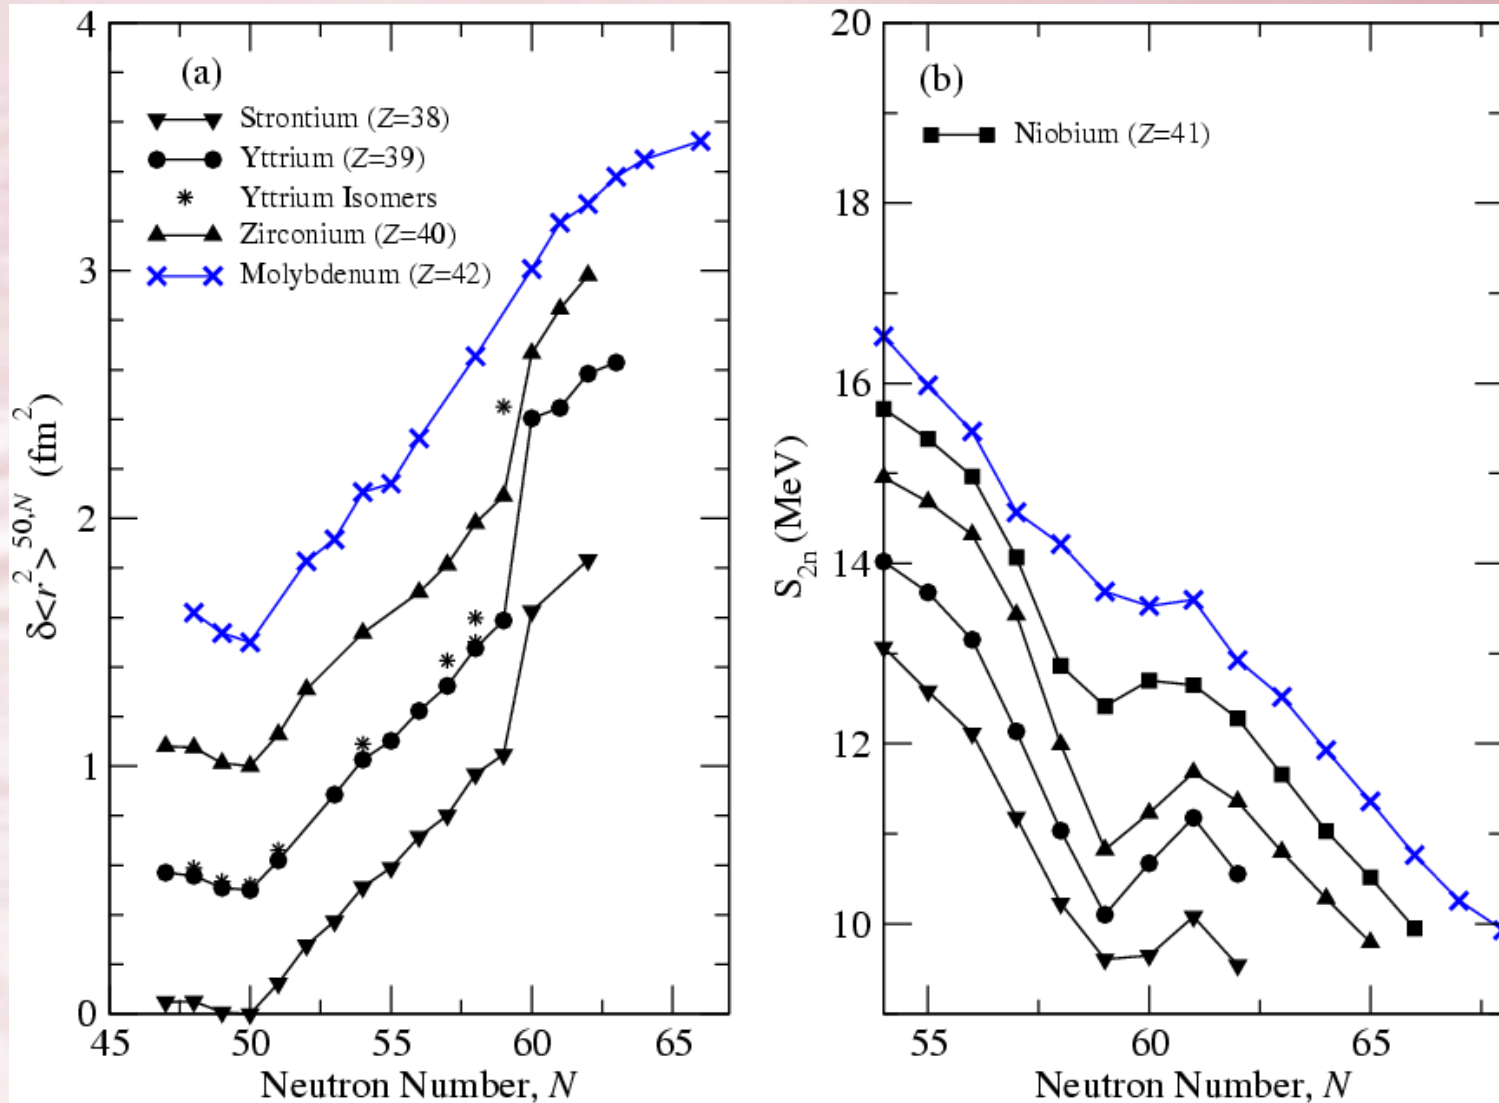 (a)
Strontium (Z=38)
Yttrium (Z=39)
Yttrium Isomers
Zirconium (Z=40)
Molybdenum (Z=42)
4
3
2
1
0
45
50
55
60
65
δ<r²>⁵⁰,ᴺ (fm²)
Neutron Number, N
(b)
Niobium (Z=41)
20
18
16
14
12
10
55
60
65
S₂ₙ (MeV)
Neutron Number, N